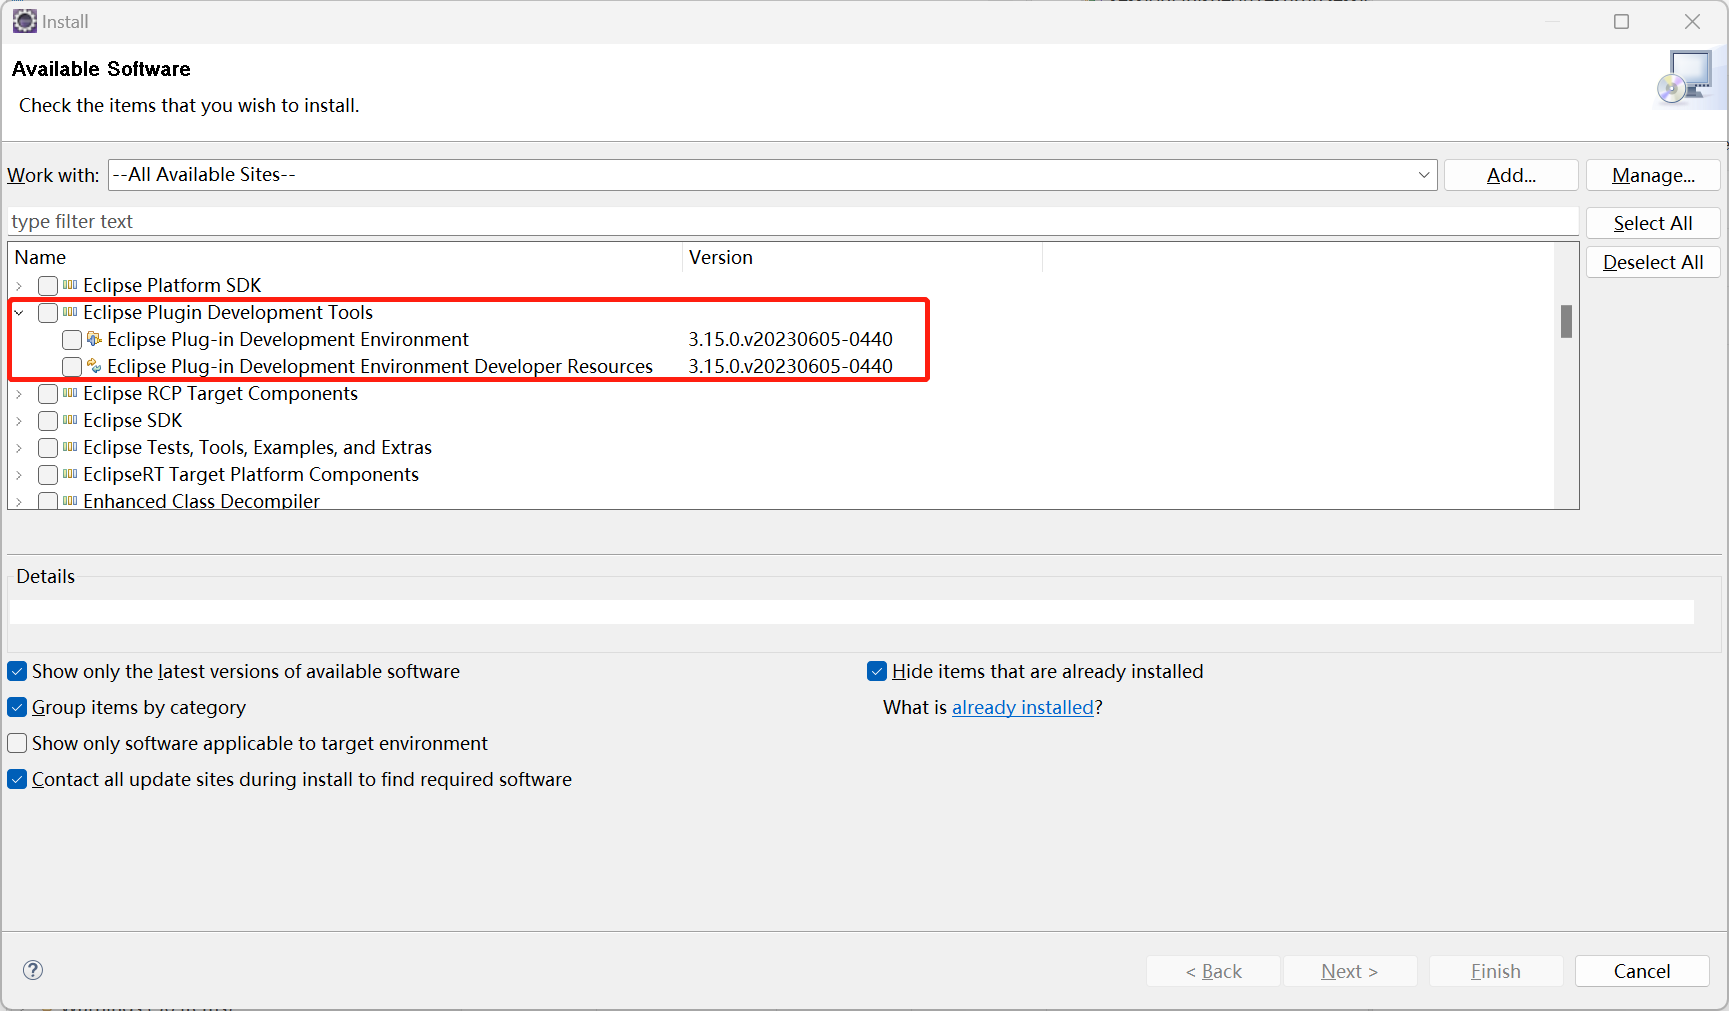 Install
Available Software
Check the items that you wish to install.
Work with: --All Available Sites-- Add... Manage...
type filter text Select All
Deselect All
Name Version
Eclipse Platform SDK
Eclipse Plugin Development Tools
Eclipse Plug-in Development Environment 3.15.0.v20230605-0440
Eclipse Plug-in Development Environment Developer Resources 3.15.0.v20230605-0440
Eclipse RCP Target Components
Eclipse SDK
Eclipse Tests, Tools, Examples, and Extras
EclipseRT Target Platform Components
Enhanced Class Decompiler
Details
Show only the latest versions of available software Hide items that are already installed
Group items by category What is already installed?
Show only software applicable to target environment
Contact all update sites during install to find required software
? < Back Next > Finish Cancel